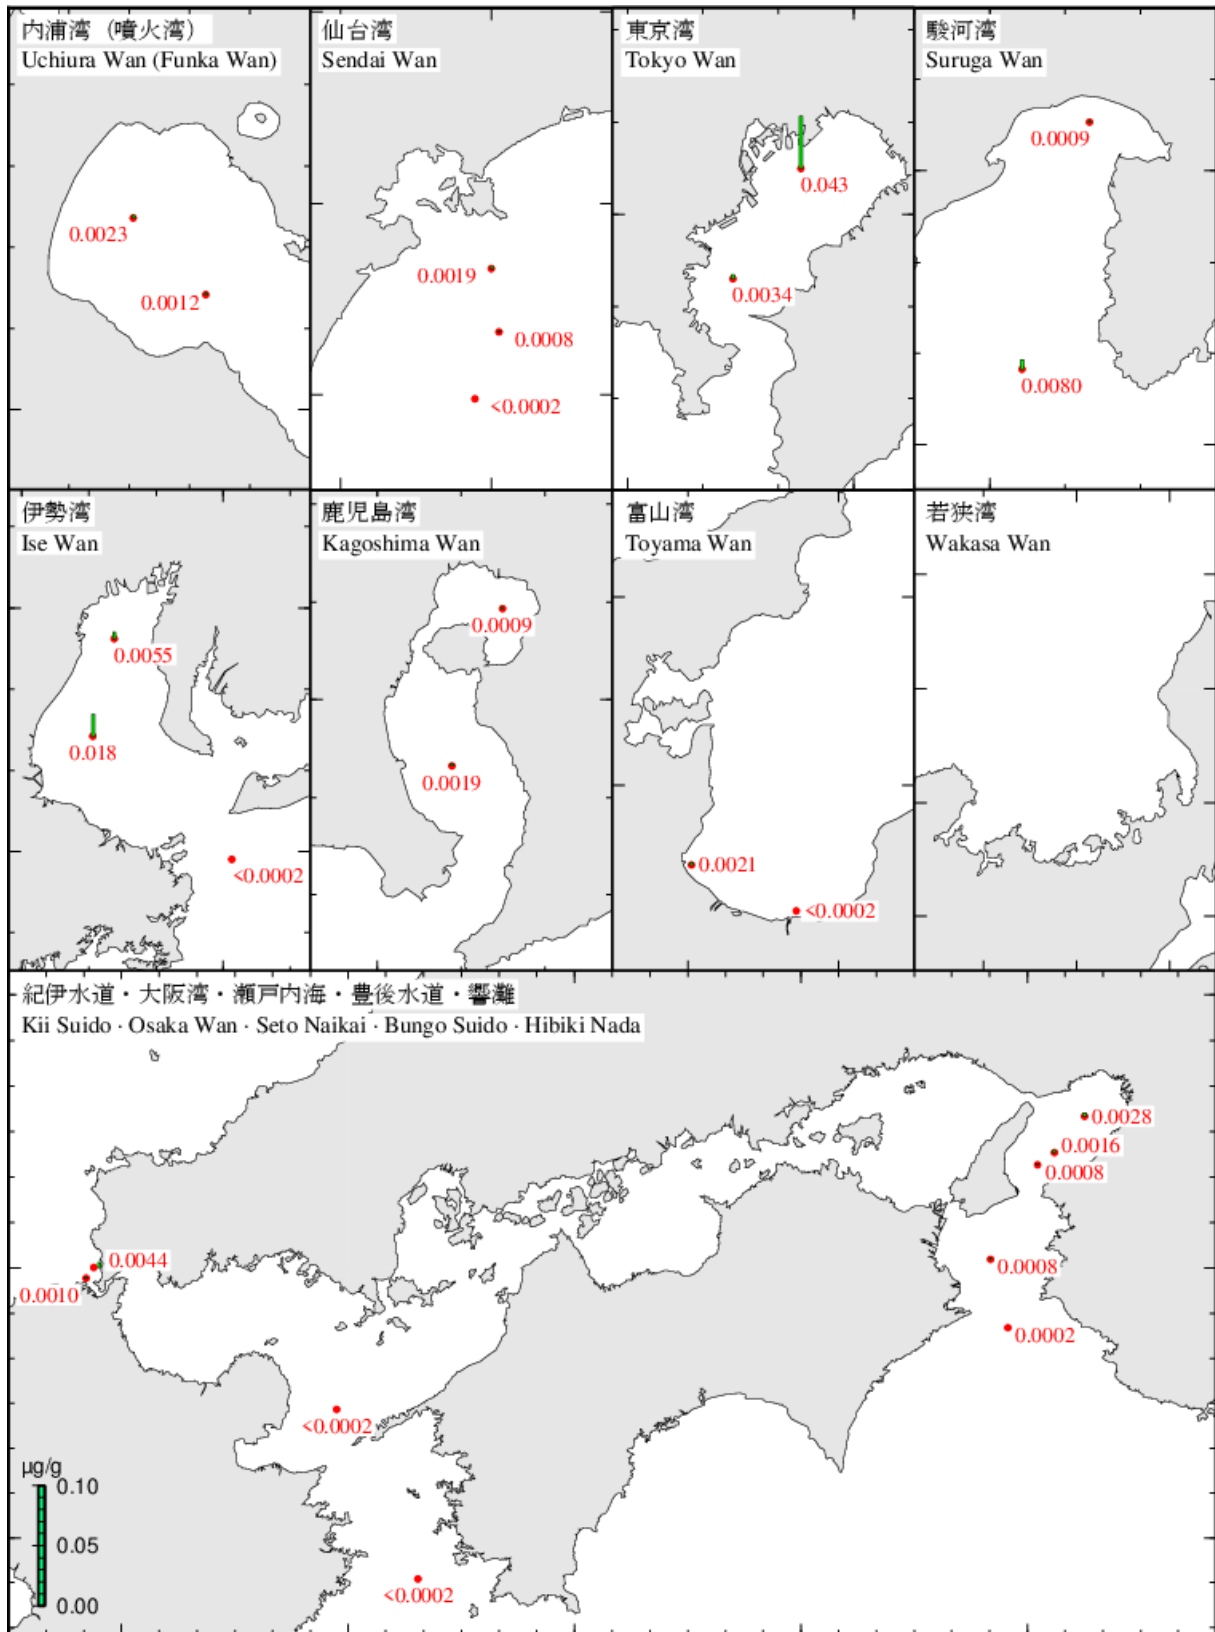 内浦湾（噴火湾）
Uchiura Wan (Funka Wan)
0.0023
0.0012
仙台湾
Sendai Wan
0.0019
0.0008
<0.0002
東京湾
Tokyo Wan
0.043
0.0034
駿河湾
Suruga Wan
0.0009
0.0080
伊勢湾
Ise Wan
0.0055
0.018
<0.0002
鹿児島湾
Kagoshima Wan
0.0009
0.0019
富山湾
Toyama Wan
0.0021
<0.0002
若狭湾
Wakasa Wan
紀伊水道・大阪湾・瀬戸内海・豊後水道・響灘
Kii Suido · Osaka Wan · Seto Naikai · Bungo Suido · Hibiki Nada
0.0028
0.0016
0.0008
0.0044
0.0010
0.0008
0.0002
<0.0002
<0.0002
µg/g
0.10
0.05
0.00